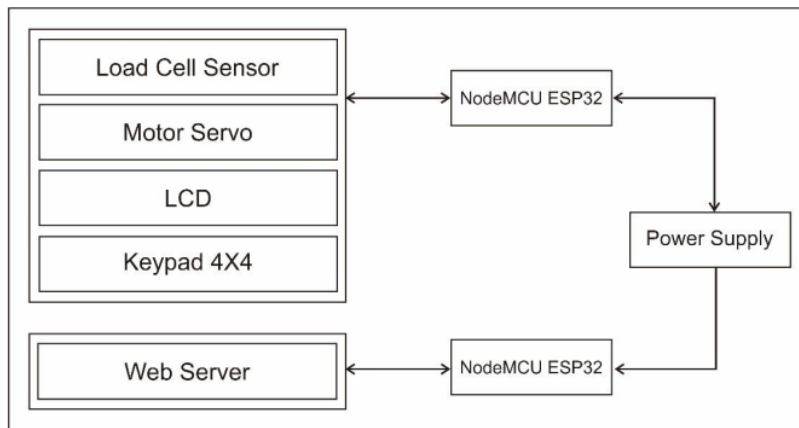 Load Cell Sensor
Motor Servo
LCD
Keypad 4X4
NodeMCU ESP32
Power Supply
Web Server
NodeMCU ESP32